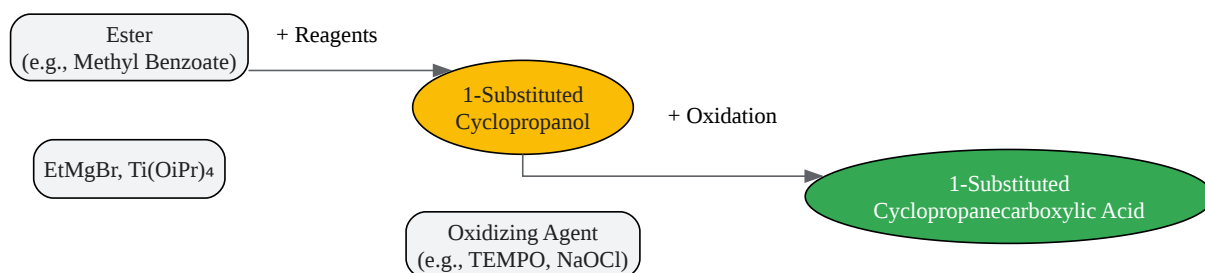 Ester
(e.g., Methyl Benzoate)
+ Reagents
1-Substituted
Cyclopropanol
+ Oxidation
EtMgBr, Ti(OiPr)₄
1-Substituted
Cyclopropanecarboxylic Acid
Oxidizing Agent
(e.g., TEMPO, NaOCl)